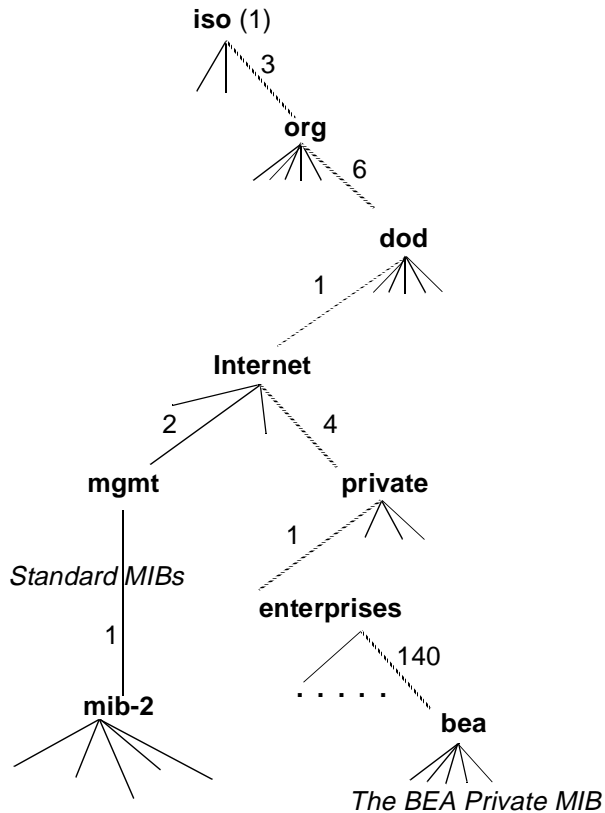 iso (1)
3
org
6
dod
1
Internet
2
4
mgmt
private
1
Standard MIBs
enterprises
1
140
. . . . .
mib-2
bea
The BEA Private MIB